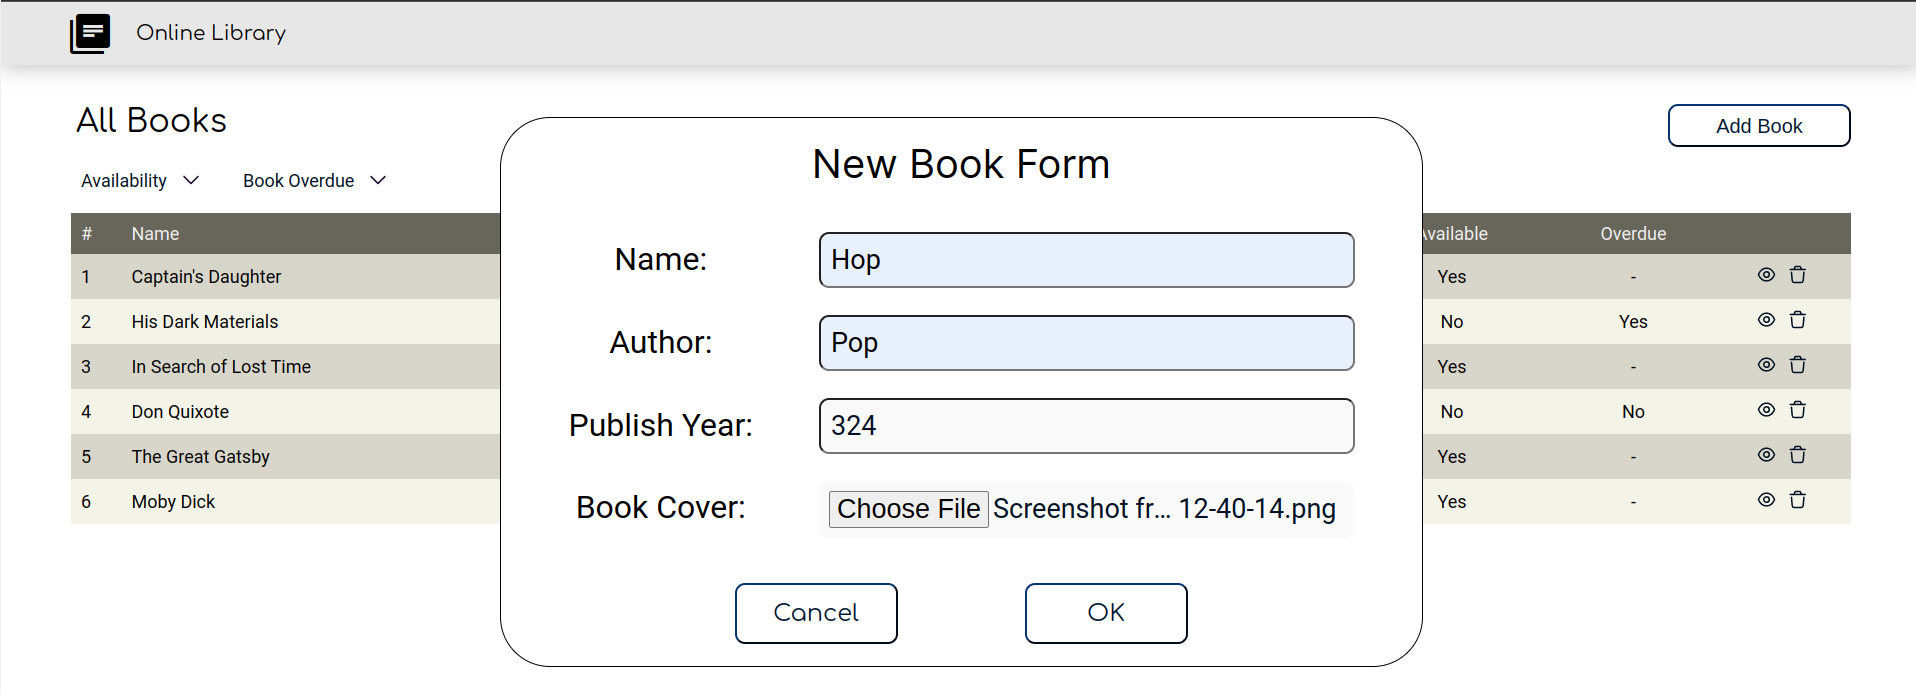 Online Library
All Books
Add Book
Availability Book Overdue
New Book Form
Name: Hop
Author: Pop
Publish Year: 324
Book Cover: Choose File Screenshot fr... 12-40-14.png
Cancel OK
# Name vailable Overdue
1 Captain's Daughter Yes -
2 His Dark Materials No Yes
3 In Search of Lost Time Yes -
4 Don Quixote No No
5 The Great Gatsby Yes -
6 Moby Dick Yes -